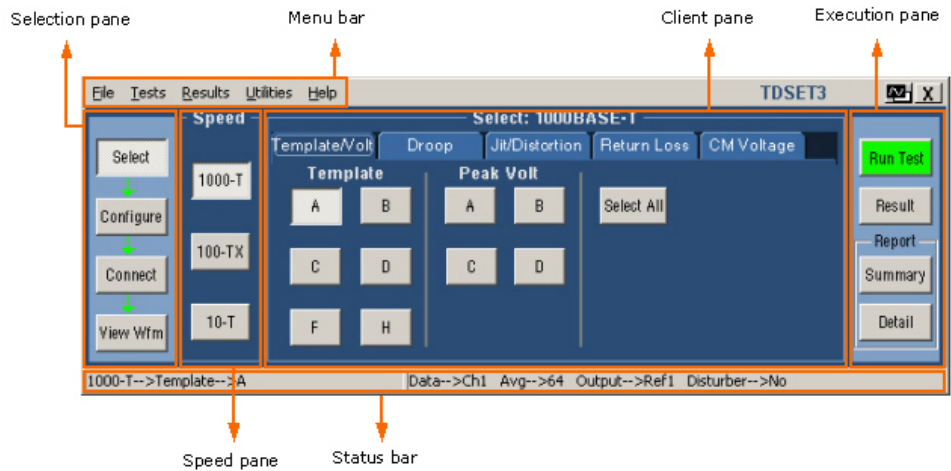 Selection pane
Menu bar
Client pane
Execution pane
File Tests Results Utilities Help
TDSET3
X
Speed
Select: 1000BASE-T
Template/Volt Droop Jit/Distortion Return Loss CM Voltage
Select
Configure
Connect
View Wfm
1000-T
100-TX
10-T
Template
A B
C D
F H
Peak Volt
A B
C D
Select All
Run Test
Result
Report
Summary
Detail
1000-T-->Template-->A
Data-->Ch1 Avg-->64 Output-->Ref1 Disturber-->No
Speed pane
Status bar